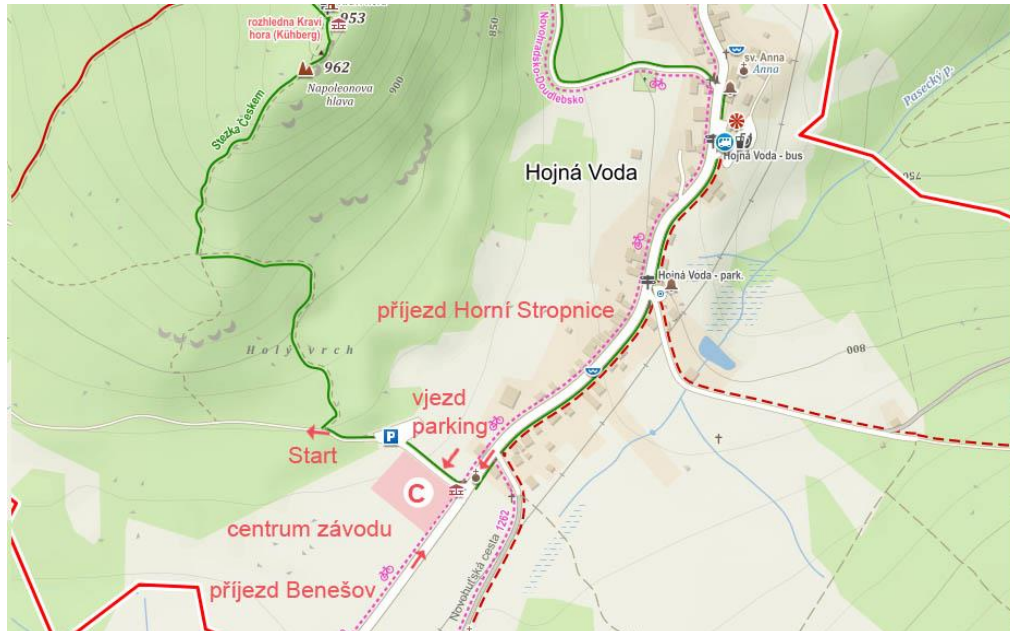 953
rozhledna Kraví
hora (Kühberg)
962
Napoleonova
hlava
850
900
Stezka Českem
Novohradsko-Doudlebsko
sv. Anna
Anna
Pasecký p.
Hojná Voda - bus
Hojná Voda
750
Hojná Voda - park.
příjezd Horní Stropnice
800
Holý vrch
vjezd
parking
P
Start
C
centrum závodu
příjezd Benešov
Novohuťská cesta 1262